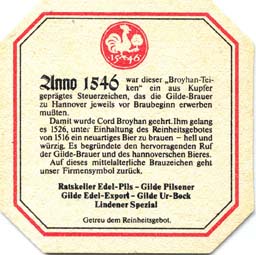 1546
Anno 1546 war dieser „Broyhan-Tei-
ken" ein aus Kupfer
geprägtes Steuerzeichen, das die Gilde-Brauer
zu Hannover jeweils vor Braubeginn erwerben
mußten.
Damit wurde Cord Broyhan geehrt. Ihm gelang
es 1526, unter Einhaltung des Reinheitsgebotes
von 1516 ein neuartiges Bier zu brauen – hell und
würzig. Es begründete den hervorragenden Ruf
der Gilde-Brauer und des hannoverschen Bieres.
Auf dieses mittelalterliche Brauzeichen geht
unser Firmensymbol zurück.
Ratskeller Edel-Pils – Gilde Pilsener
Gilde Edel-Export – Gilde Ur-Bock
Lindener Spezial
Getreu dem Reinheitsgebot.